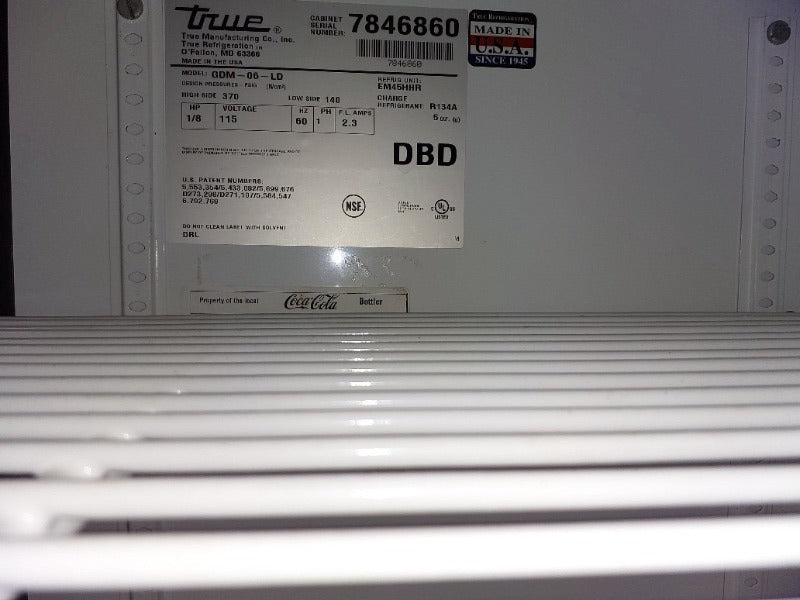 True ®
True Manufacturing Co., Inc.
True Refrigeration
O'Fallon, MO 63366
MADE IN THE USA
CABINET SERIAL NUMBER: 7846860
7846860
TRUE REFRIGERATION
MADE IN
U.S.A.
SINCE 1945
MODEL: GDM-06-LD
REFRIG UNIT: EM45HHR
DESIGN PRESSURES - PSIG
HIGH SIDE 370 LOW SIDE 140
CHARGE
REFRIGERANT: R134A
HP VOLTAGE HZ PH F.L. AMPS
1/8 115 60 1 2.3
DBD
U.S. PATENT NUMBERS:
NSF
UL
LISTED
DO NOT CLEAN LABEL WITH SOLVENT
DRL
Property of the local Coca-Cola Bottler